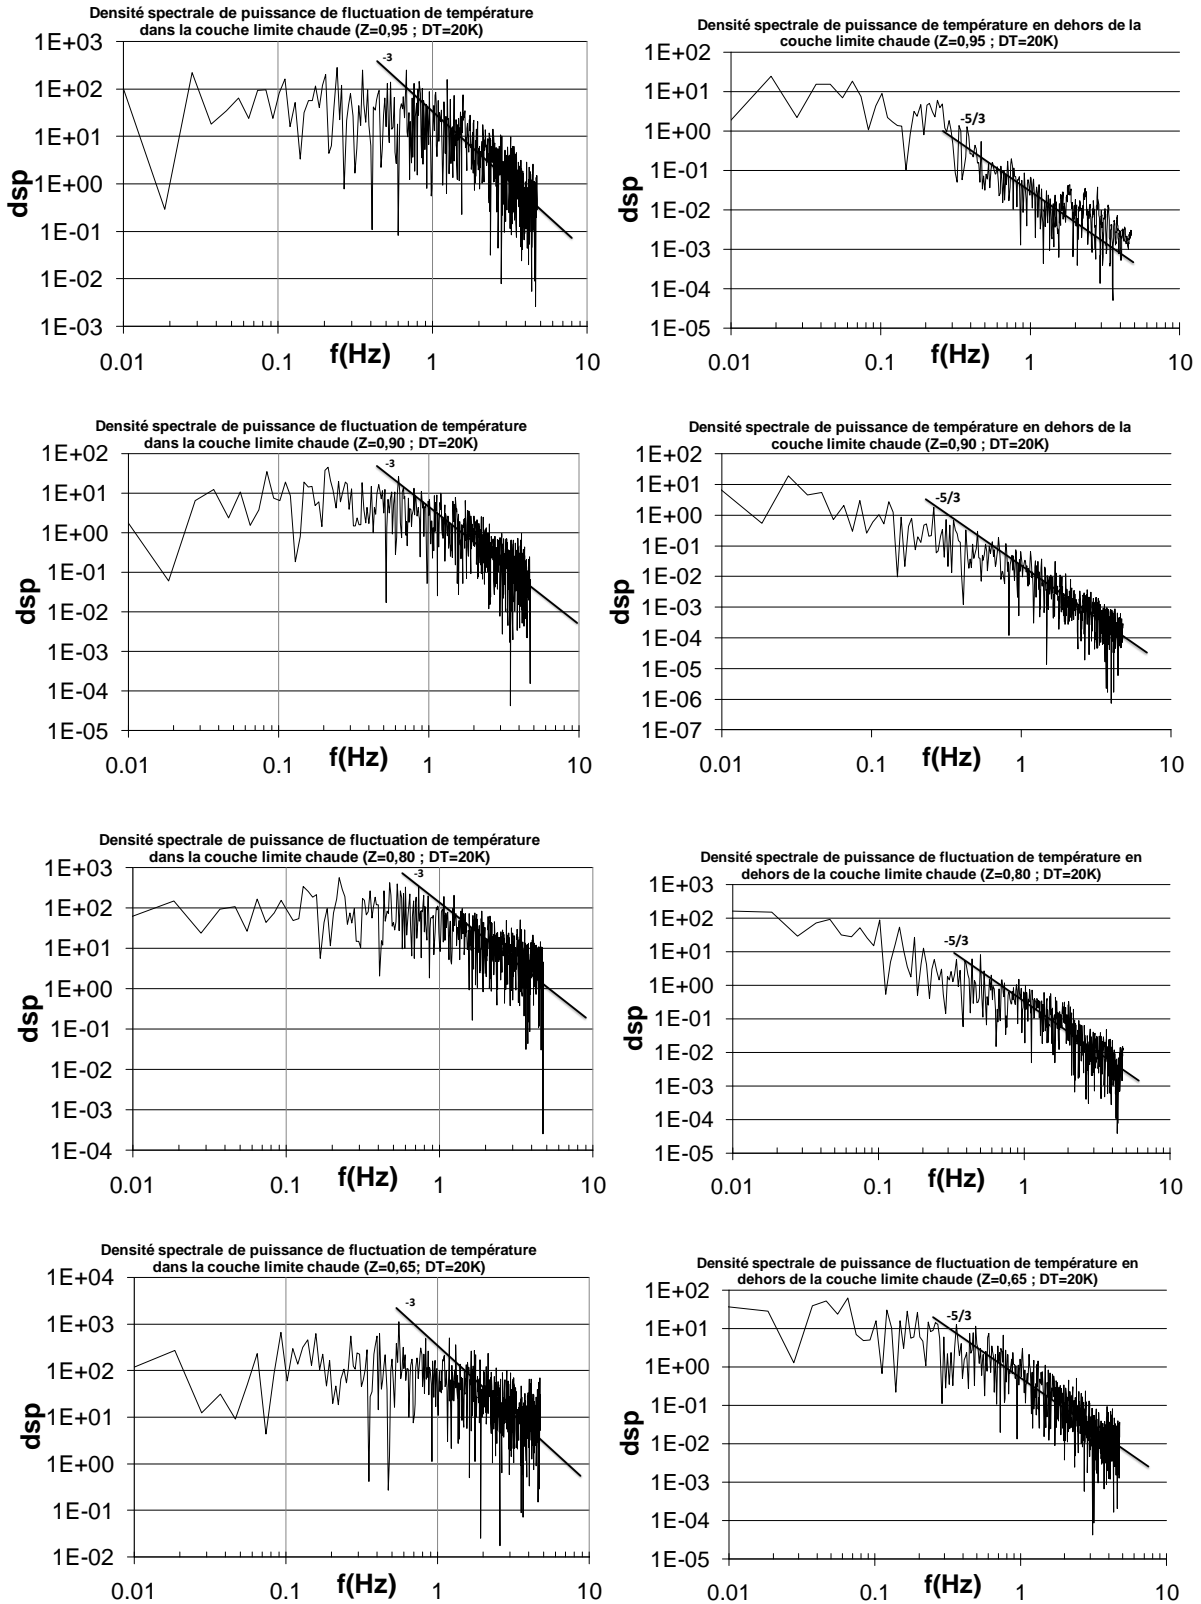 Densité spectrale de puissance de fluctuation de température
dans la couche limite chaude (Z=0,95 ; DT=20K)
1E+03
1E+02
1E+01
1E+00
1E-01
1E-02
1E-03
dsp
-3
0.01
0.1
f(Hz)
1
10
Densité spectrale de puissance de température en dehors de la
couche limite chaude (Z=0,95 ; DT=20K)
1E+02
1E+01
1E+00
1E-01
1E-02
1E-03
1E-04
1E-05
dsp
-5/3
0.01
0.1
f(Hz)
1
10
Densité spectrale de puissance de fluctuation de température
dans la couche limite chaude (Z=0,90 ; DT=20K)
1E+02
1E+01
1E+00
1E-01
1E-02
1E-03
1E-04
1E-05
dsp
-3
0.01
0.1
f(Hz)
1
10
Densité spectrale de puissance de température en dehors de la
couche limite chaude (Z=0,90 ; DT=20K)
1E+02
1E+01
1E+00
1E-01
1E-02
1E-03
1E-04
1E-05
1E-06
1E-07
dsp
-5/3
0.01
0.1
f(Hz)
1
10
Densité spectrale de puissance de fluctuation de température
dans la couche limite chaude (Z=0,80 ; DT=20K)
1E+03
1E+02
1E+01
1E+00
1E-01
1E-02
1E-03
1E-04
dsp
-3
0.01
0.1
f(Hz)
1
10
Densité spectrale de puissance de fluctuation de température en
dehors de la couche limite chaude (Z=0,80 ; DT=20K)
1E+03
1E+02
1E+01
1E+00
1E-01
1E-02
1E-03
1E-04
1E-05
dsp
-5/3
0.01
0.1
f(Hz)
1
10
Densité spectrale de puissance de fluctuation de température
dans la couche limite chaude (Z=0,65; DT=20K)
1E+04
1E+03
1E+02
1E+01
1E+00
1E-01
1E-02
dsp
-3
0.01
0.1
f(Hz)
1
10
Densité spectrale de puissance de fluctuation de température en
dehors de la couche limite chaude (Z=0,65 ; DT=20K)
1E+02
1E+01
1E+00
1E-01
1E-02
1E-03
1E-04
1E-05
dsp
-5/3
0.01
0.1
f(Hz)
1
10